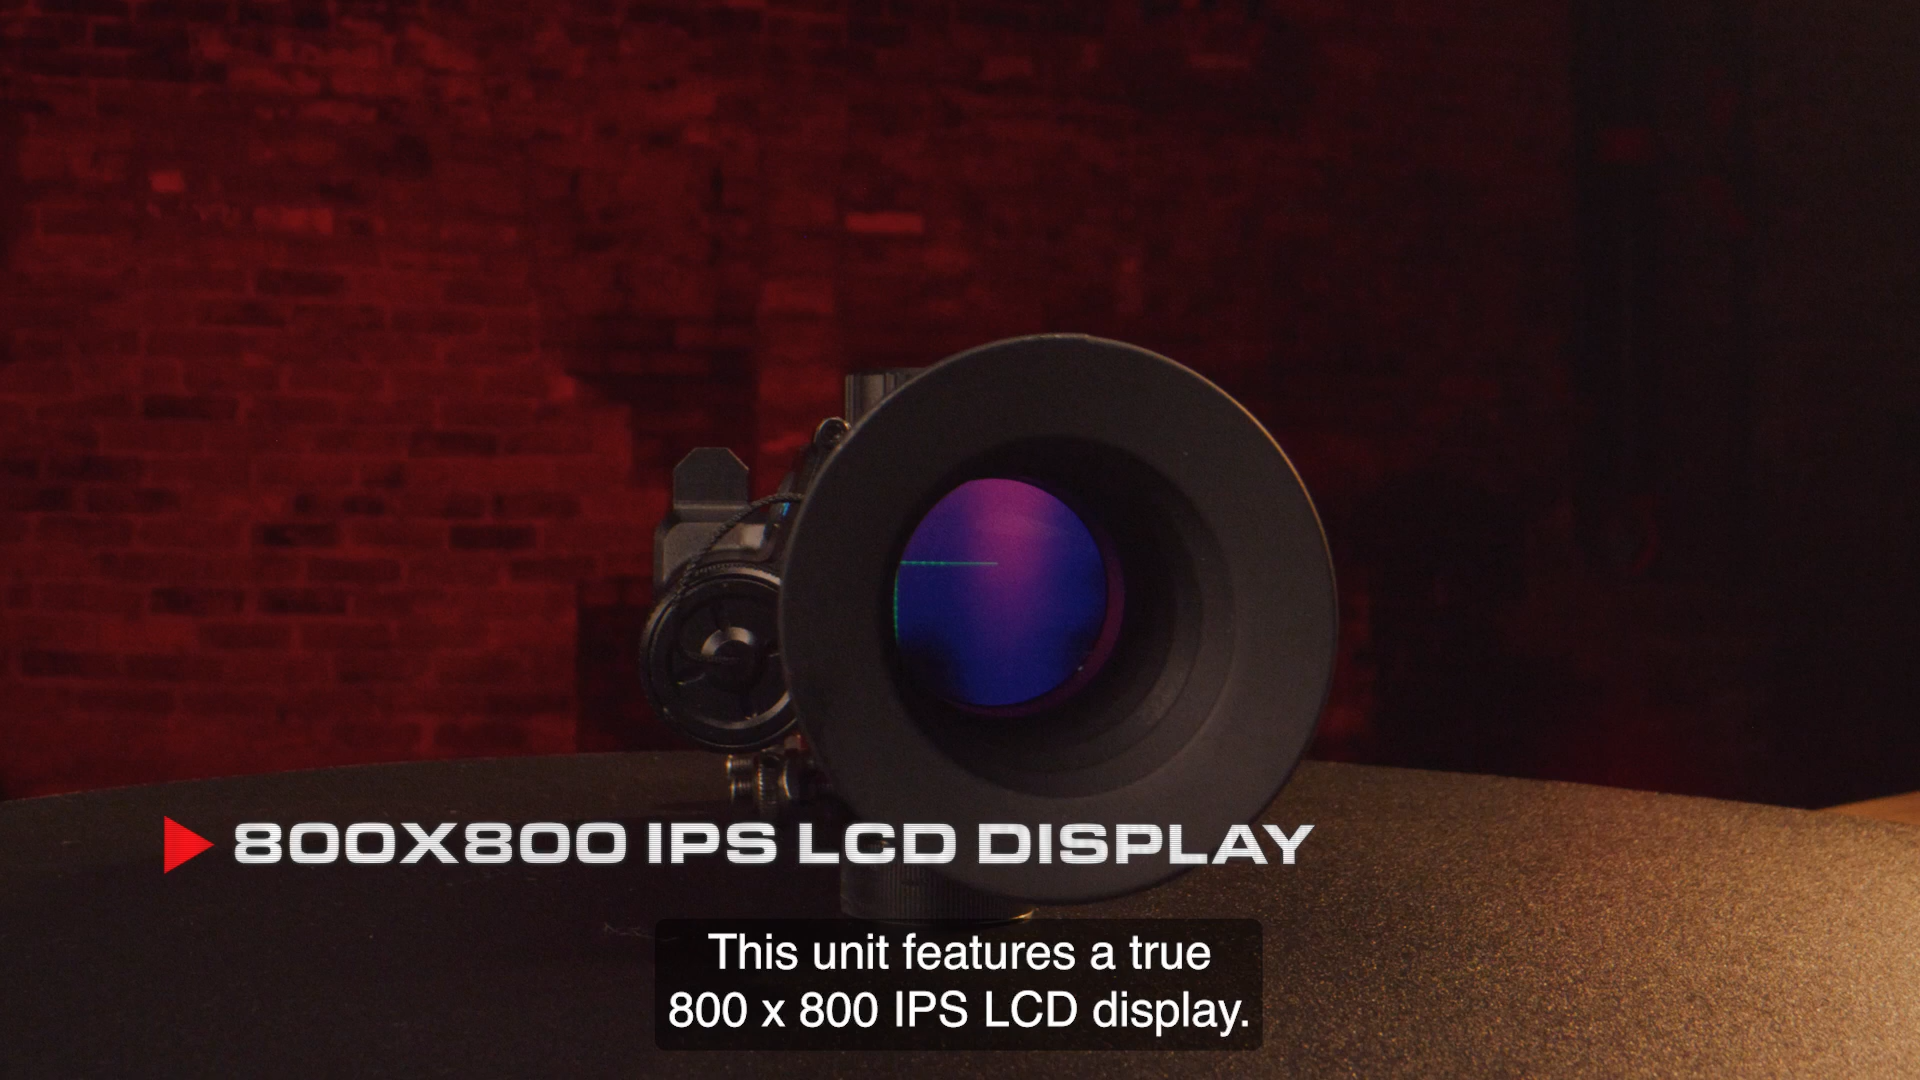 800X800 IPS LCD DISPLAY
This unit features a true
800 x 800 IPS LCD display.